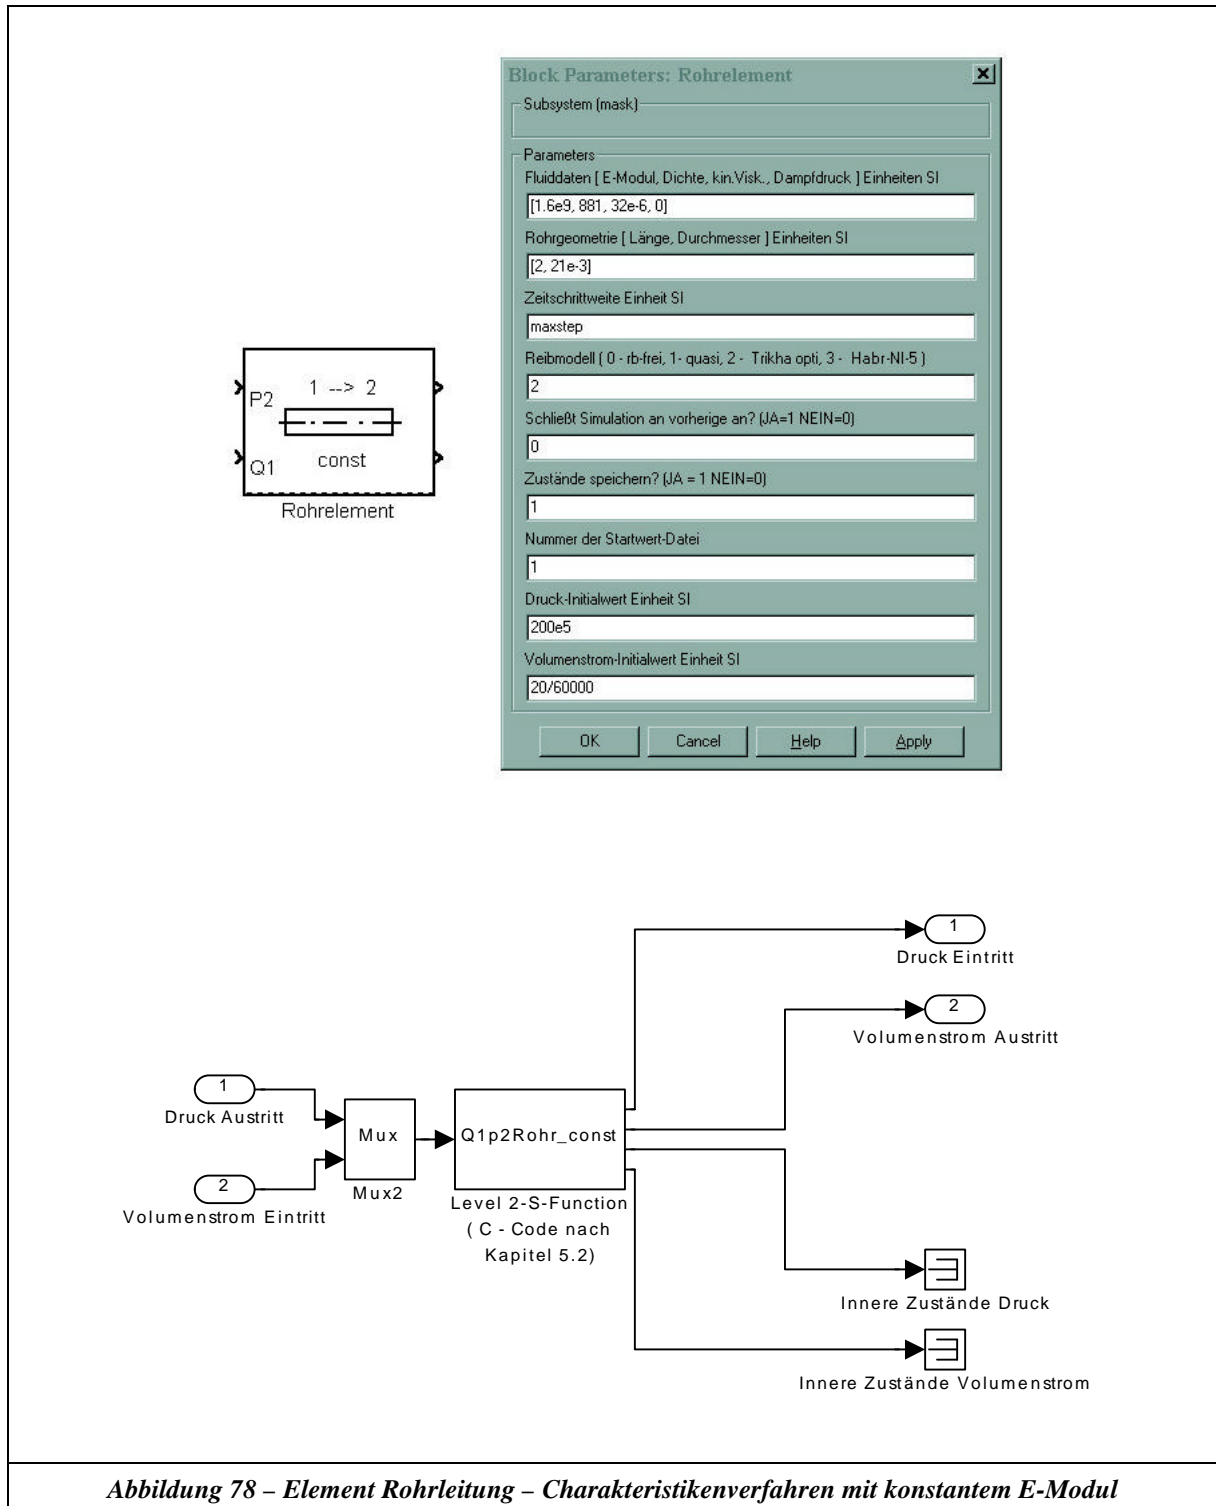 Block Parameters: Rohrelement
Subsystem (mask)
Parameters
Fluiddaten [ E-Modul, Dichte, kin.Visk., Dampfdruck ] Einheiten SI
[1.6e9, 881, 32e-6, 0]
Rohrgeometrie [ Länge, Durchmesser ] Einheiten SI
[2, 21e-3]
Zeitschrittweite Einheit SI
maxstep
Reibmodell ( 0 - rb-frei, 1- quasi, 2 - Trikha opti, 3 - Habr-NI-5 )
2
Schließt Simulation an vorherige an? (JA=1 NEIN=0)
0
Zustände speichern? (JA = 1 NEIN=0)
1
Nummer der Startwert-Datei
1
Druck-Initialwert Einheit SI
200e5
Volumenstrom-Initialwert Einheit SI
20/60000
OK Cancel Help Apply
1 --> 2
P2
Q1
const
Rohrelement
1
Druck Eintritt
2
Volumenstrom Austritt
1
Druck Austritt
2
Volumenstrom Eintritt
Mux
Mux2
Q1p2Rohr_const
Level 2-S-Function
( C - Code nach
Kapitel 5.2)
Innere Zustände Druck
Innere Zustände Volumenstrom
Abbildung 78 – Element Rohrleitung – Charakteristikenverfahren mit konstantem E-Modul